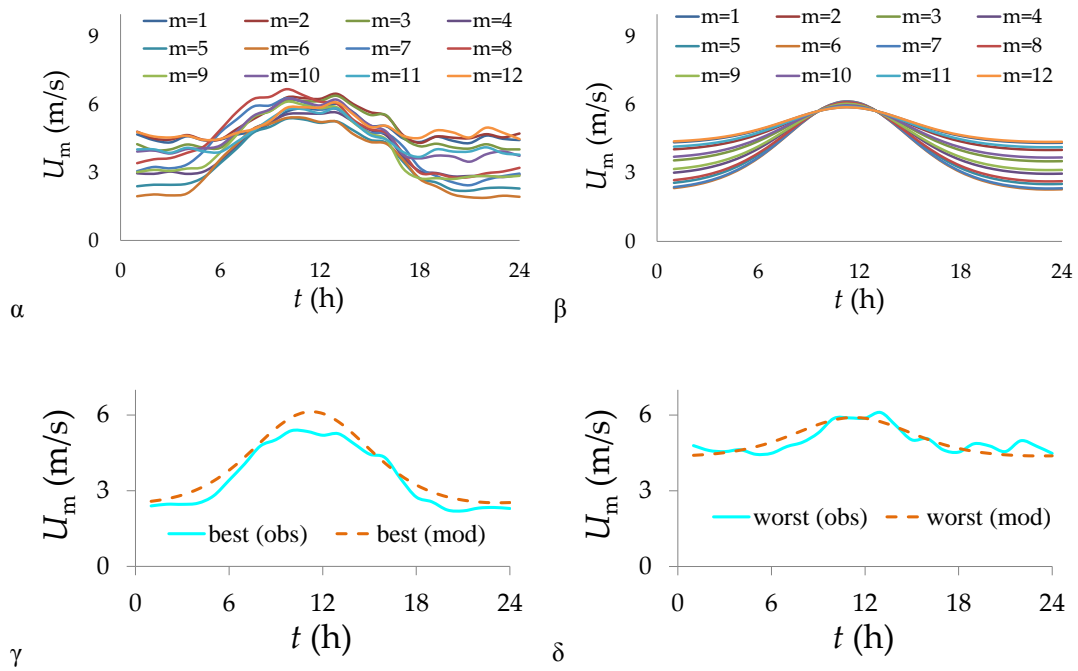 m=1 m=2 m=3 m=4
m=5 m=6 m=7 m=8
m=9 m=10 m=11 m=12
9
6
3
0
0 6 12 18 24
U_m (m/s)
t (h)
α
m=1 m=2 m=3 m=4
m=5 m=6 m=7 m=8
m=9 m=10 m=11 m=12
9
6
3
0
0 6 12 18 24
U_m (m/s)
t (h)
β
6
3
0
0 6 12 18 24
U_m (m/s)
best (obs) best (mod)
t (h)
γ
6
3
0
0 6 12 18 24
U_m (m/s)
worst (obs) worst (mod)
t (h)
δ